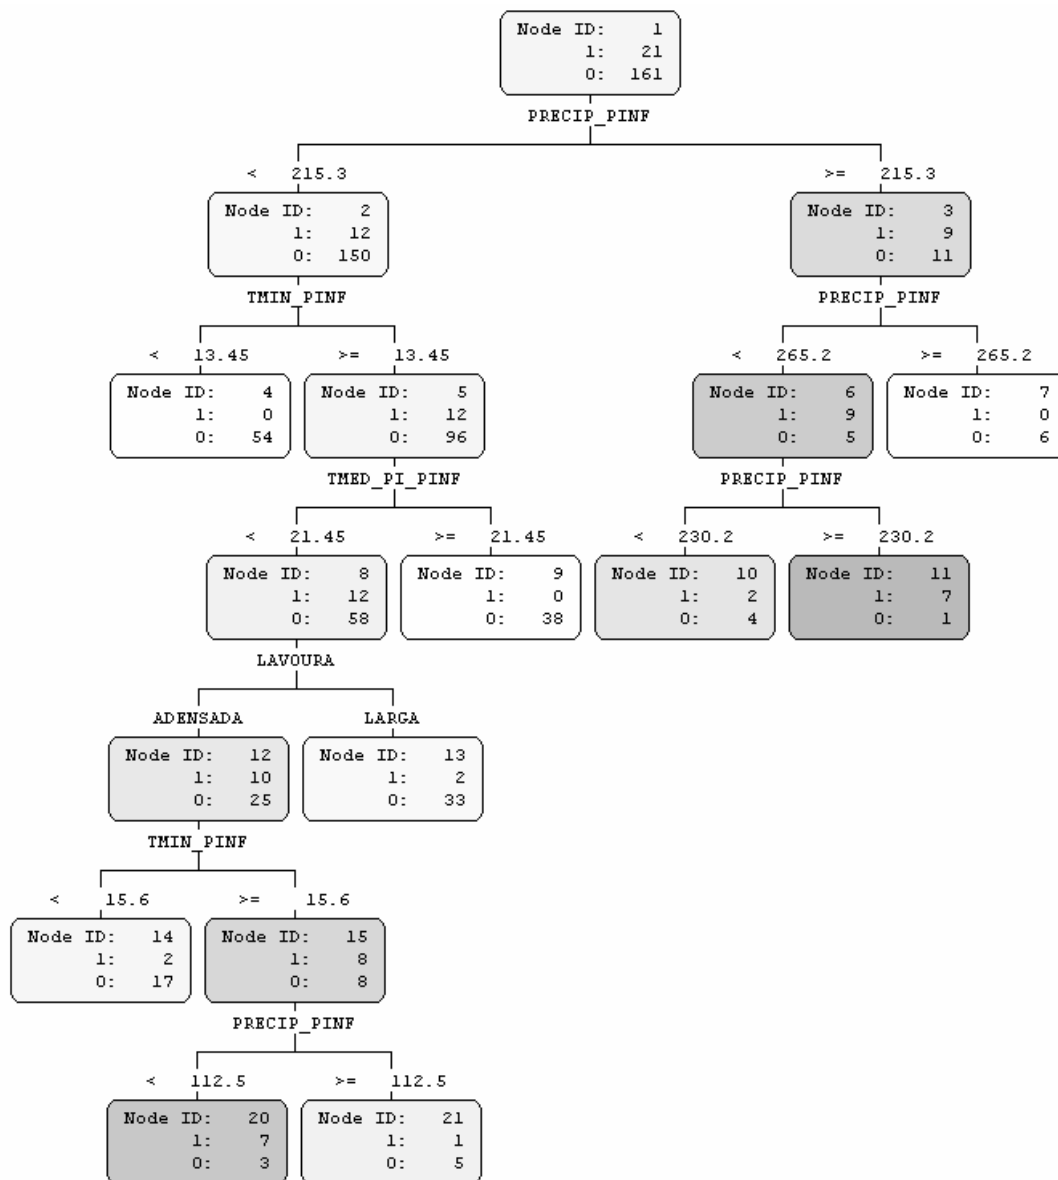 Node ID: 1
1: 21
0: 161
PRECIP_PINF
< 215.3
>= 215.3
Node ID: 2
1: 12
0: 150
Node ID: 3
1: 9
0: 11
TMIN_PINF
PRECIP_PINF
< 13.45
>= 13.45
< 265.2
>= 265.2
Node ID: 4
1: 0
0: 54
Node ID: 5
1: 12
0: 96
Node ID: 6
1: 9
0: 5
Node ID: 7
1: 0
0: 6
TMED_PI_PINF
PRECIP_PINF
< 21.45
>= 21.45
< 230.2
>= 230.2
Node ID: 8
1: 12
0: 58
Node ID: 9
1: 0
0: 38
Node ID: 10
1: 2
0: 4
Node ID: 11
1: 7
0: 1
LAVOURA
ADENSADA
LARGA
Node ID: 12
1: 10
0: 25
Node ID: 13
1: 2
0: 33
TMIN_PINF
< 15.6
>= 15.6
Node ID: 14
1: 2
0: 17
Node ID: 15
1: 8
0: 8
PRECIP_PINF
< 112.5
>= 112.5
Node ID: 20
1: 7
0: 3
Node ID: 21
1: 1
0: 5